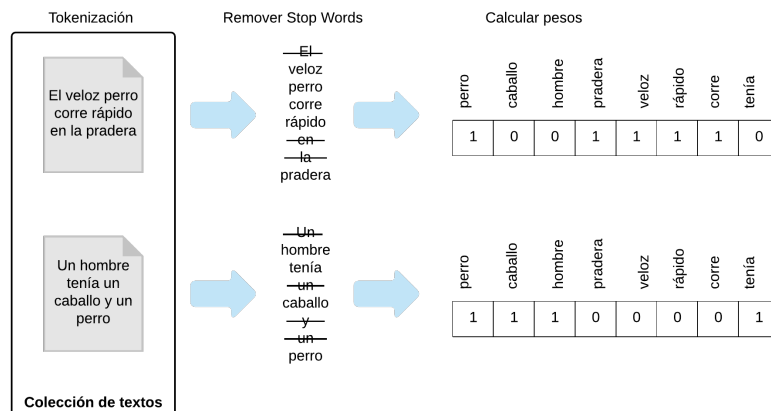 Tokenización
Remover Stop Words
Calcular pesos
El veloz perro
corre rápido
en la pradera
El
veloz
perro
corre
rápido
en
la
pradera
perro caballo hombre pradera veloz rápido corre tenía
1 0 0 1 1 1 1 0
Un hombre
tenía un
caballo y un
perro
Un
hombre
tenía
un
caballo
y
un
perro
perro caballo hombre pradera veloz rápido corre tenía
1 1 1 0 0 0 0 1
Colección de textos